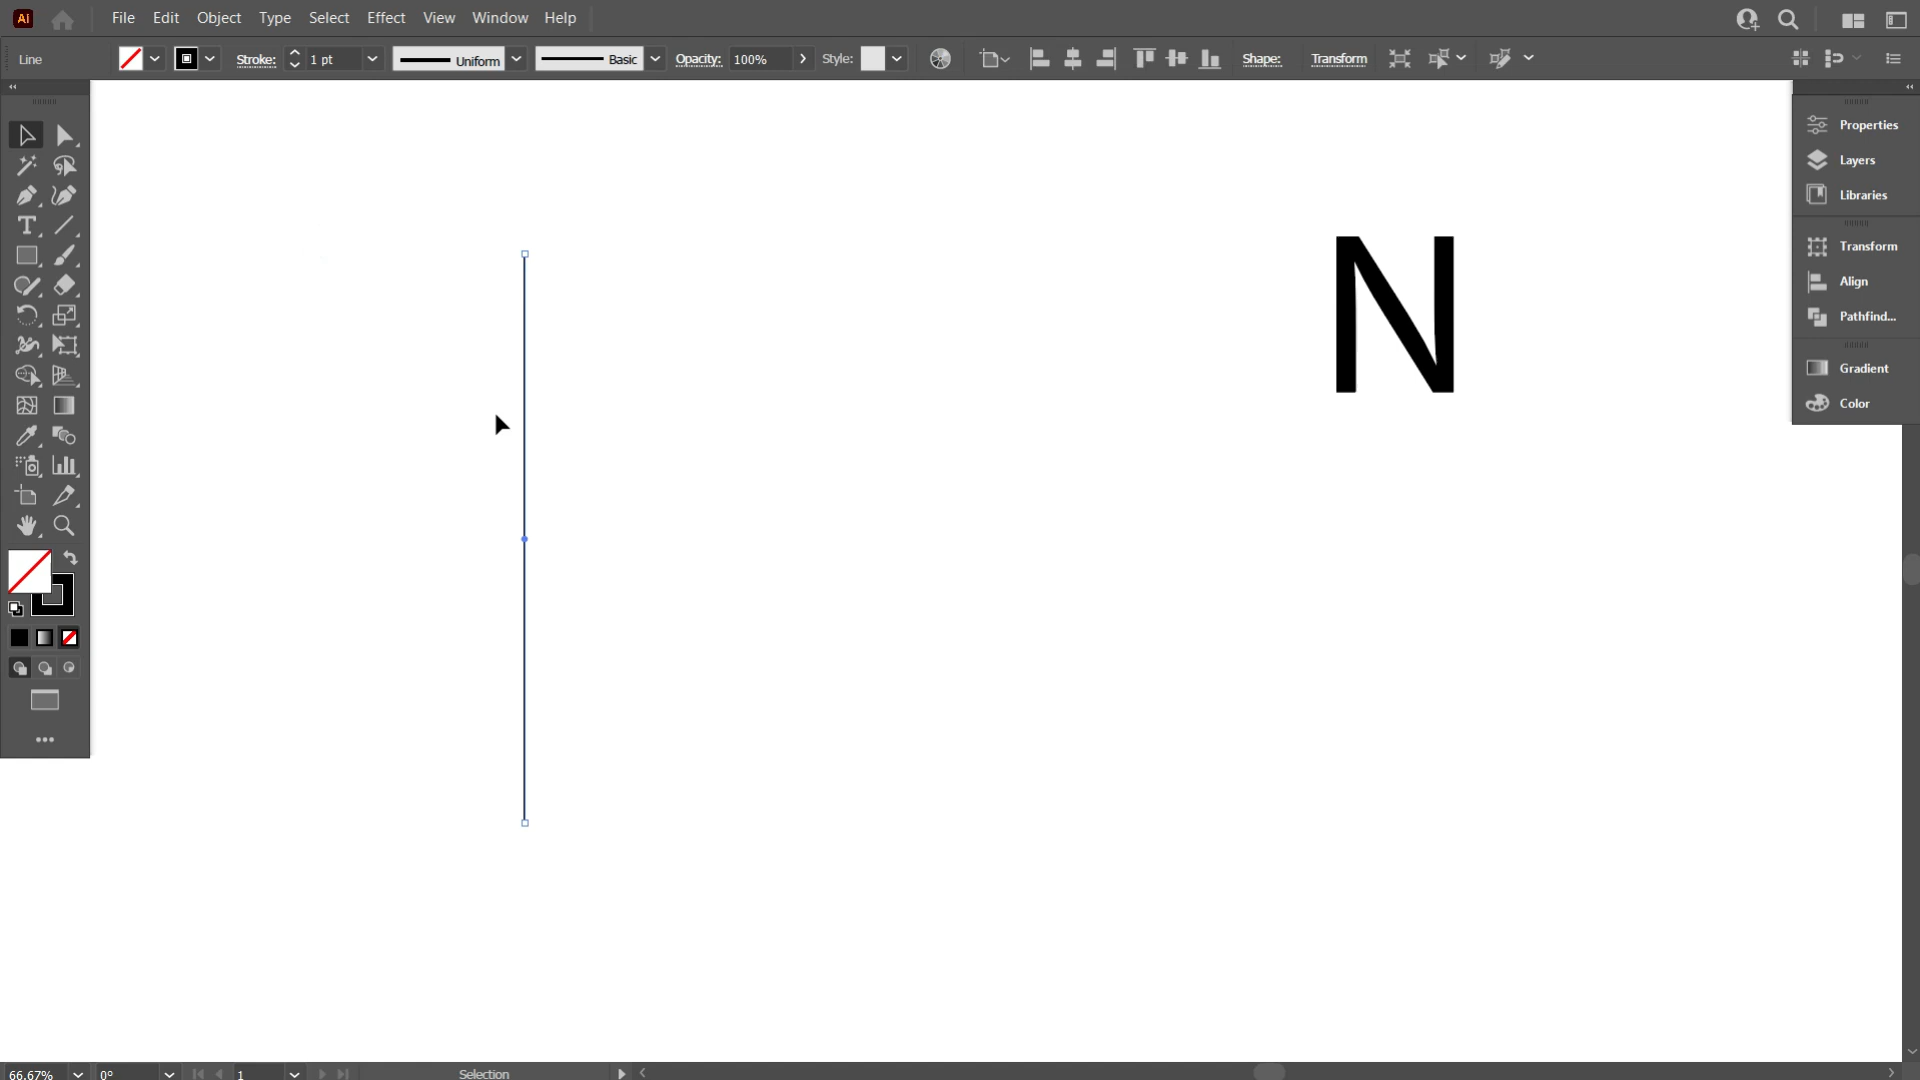 Ai File Edit Object Type Select Effect View Window Help
Line Stroke: 1 pt Uniform Basic Opacity: 100% Style: Shape: Transform
Properties
Layers
Libraries
Transform
Align
Pathfind...
Gradient
Color
T
N
66.67% 0° 1 Selection